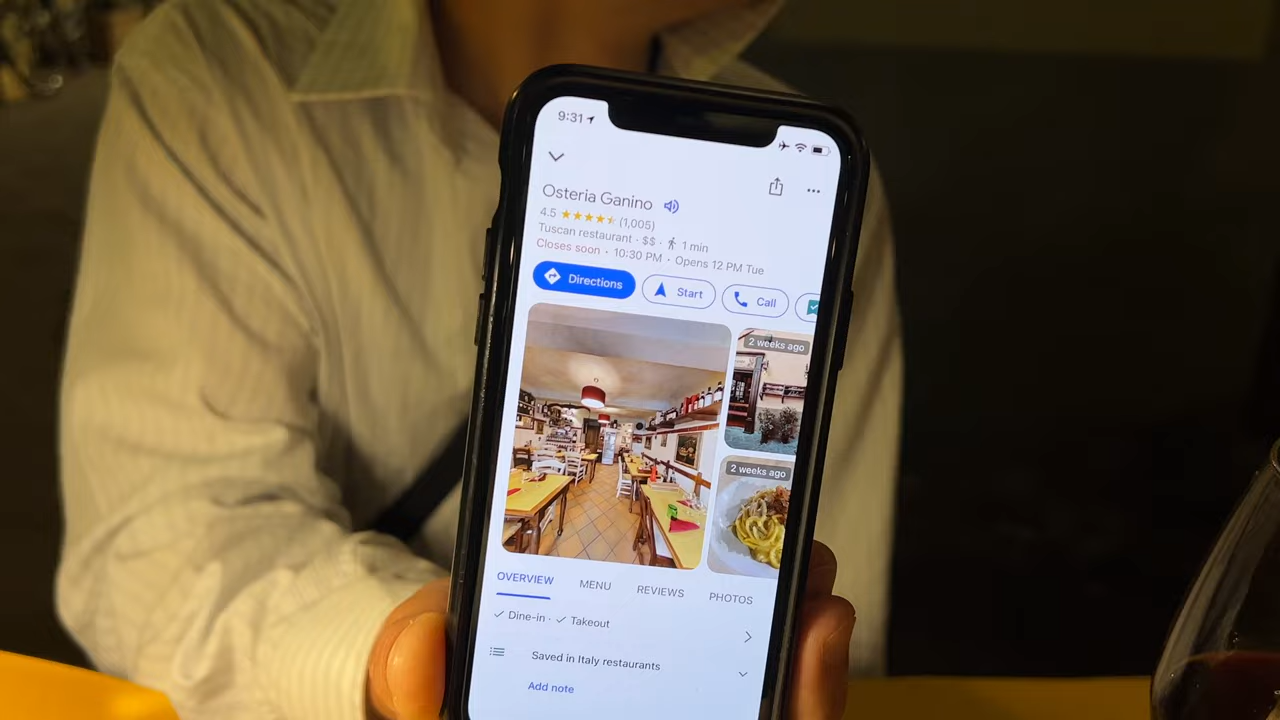 9:31
Osteria Ganino
4.5 (1,005)
Tuscan restaurant · $$ · 1 min
Closes soon · 10:30 PM · Opens 12 PM Tue
Directions
Start
Call
2 weeks ago
2 weeks ago
OVERVIEW MENU REVIEWS PHOTOS
Dine-in · Takeout
Saved in Italy restaurants
Add note